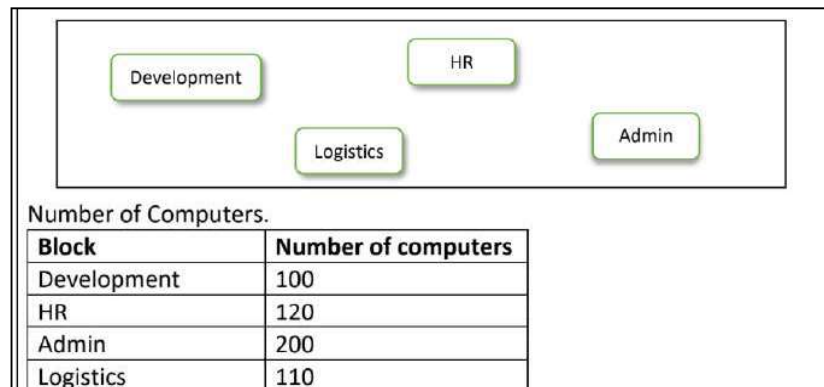 HR
Development
Admin
Logistics
Number of Computers.
Block Number of computers
Development 100
HR 120
Admin 200
Logistics 110